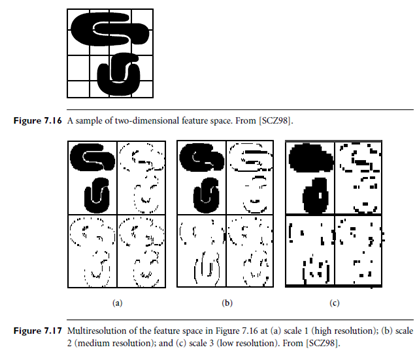 Figure 7.16 A sample of two-dimensional feature space. From [SCZ98].
(a) (b) (c)
Figure 7.17 Multiresolution of the feature space in Figure 7.16 at (a) scale 1 (high resolution); (b) scale
2 (medium resolution); and (c) scale 3 (low resolution). From [SCZ98].